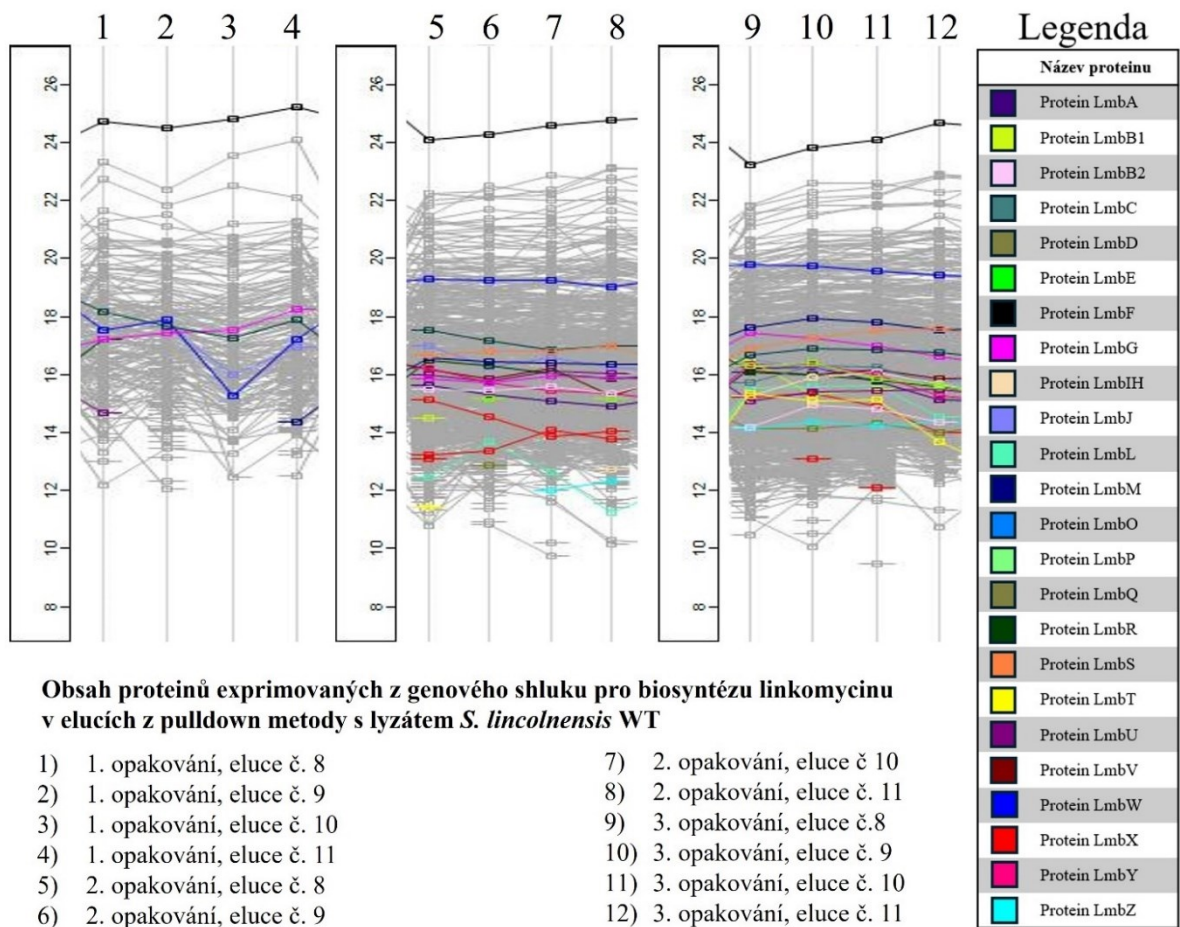 1 2 3 4 5 6 7 8 9 10 11 12
Legenda
Název proteinu
Protein LmbA
Protein LmbB1
Protein LmbB2
Protein LmbC
Protein LmbD
Protein LmbE
Protein LmbF
Protein LmbG
Protein LmbIH
Protein LmbJ
Protein LmbL
Protein LmbM
Protein LmbO
Protein LmbP
Protein LmbQ
Protein LmbR
Protein LmbS
Protein LmbT
Protein LmbU
Protein LmbV
Protein LmbW
Protein LmbX
Protein LmbY
Protein LmbZ
26 26 26
24 24 24
22 22 22
20 20 20
18 18 18
16 16 16
14 14 14
12 12 12
10 10 10
8 8 8
Obsah proteinů exprimovaných z genového shluku pro biosyntézu linkomycinu
v elucích z pulldown metody s lyzátem S. lincolnensis WT
1) 1. opakování, eluce č. 8
2) 1. opakování, eluce č. 9
3) 1. opakování, eluce č. 10
4) 1. opakování, eluce č. 11
5) 2. opakování, eluce č. 8
6) 2. opakování, eluce č. 9
7) 2. opakování, eluce č 10
8) 2. opakování, eluce č. 11
9) 3. opakování, eluce č.8
10) 3. opakování, eluce č. 9
11) 3. opakování, eluce č. 10
12) 3. opakování, eluce č. 11